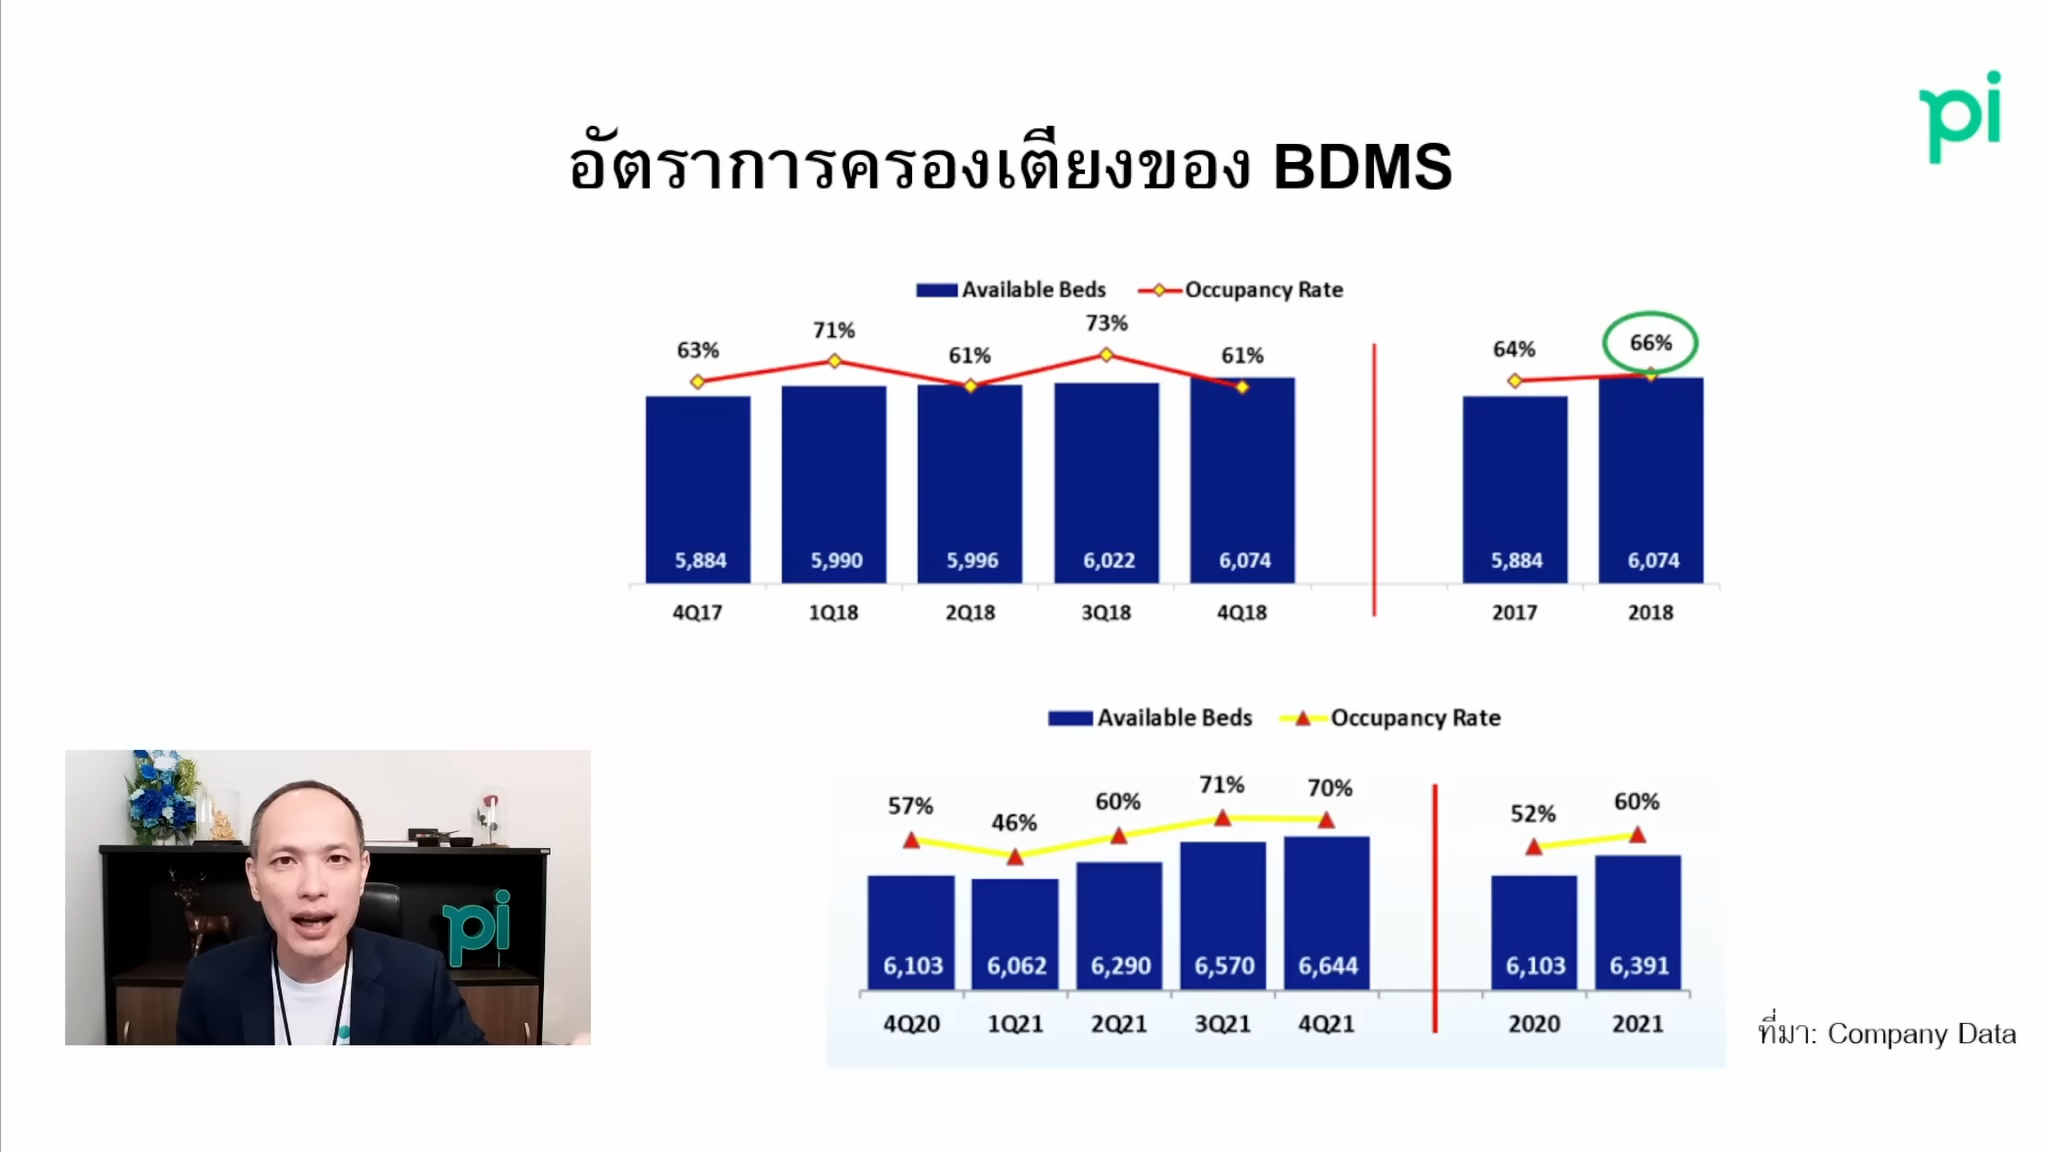 pi
อัตราการครองเตียงของ BDMS
Available Beds Occupancy Rate
63% 71% 61% 73% 61% 64% 66%
5,884 5,990 5,996 6,022 6,074 5,884 6,074
4Q17 1Q18 2Q18 3Q18 4Q18 2017 2018
Available Beds Occupancy Rate
57% 46% 60% 71% 70% 52% 60%
6,103 6,062 6,290 6,570 6,644 6,103 6,391
4Q20 1Q21 2Q21 3Q21 4Q21 2020 2021
pi
ที่มา: Company Data